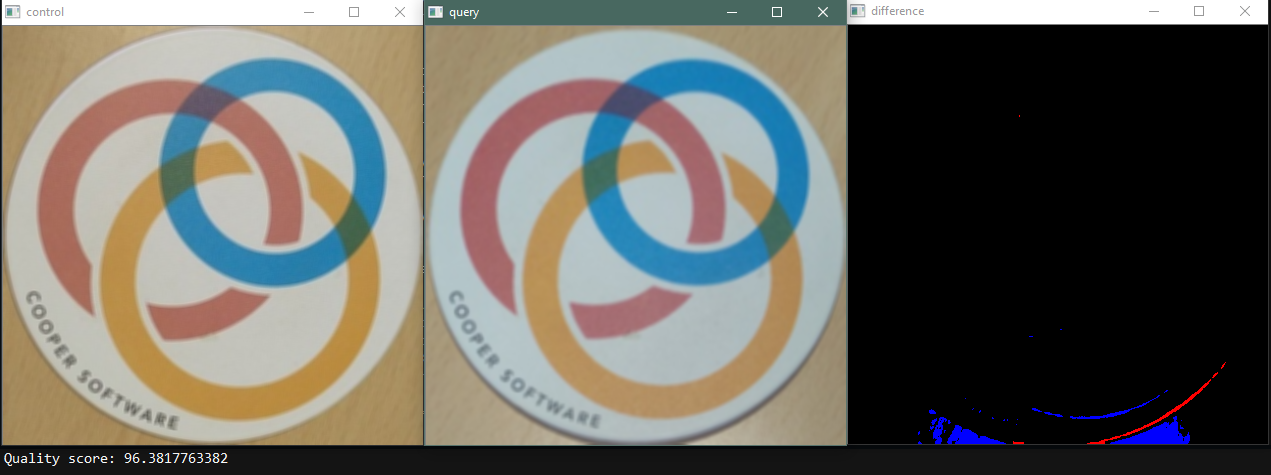 control
query
difference
COOPER SOFTWARE
COOPER SOFTWARE
Quality score: 96.3817763382